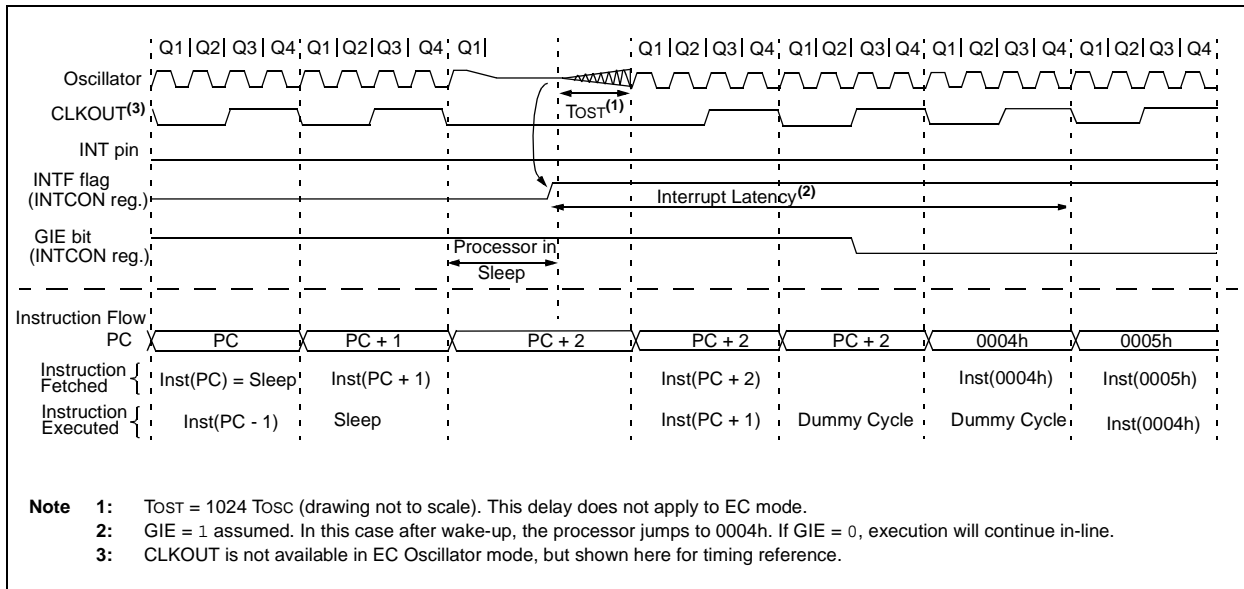 Q1 Q2 Q3 Q4 Q1 Q2 Q3 Q4 Q1 Q1 Q2 Q3 Q4 Q1 Q2 Q3 Q4 Q1 Q2 Q3 Q4 Q1 Q2 Q3 Q4
Oscillator
CLKOUT(3)
TOST(1)
INT pin
INTF flag
(INTCON reg.)
Interrupt Latency(2)
GIE bit
(INTCON reg.)
Processor in
Sleep
Instruction Flow
PC PC PC + 1 PC + 2 PC + 2 PC + 2 0004h 0005h
Instruction
Fetched
Inst(PC) = Sleep Inst(PC + 1) Inst(PC + 2) Inst(0004h) Inst(0005h)
Instruction
Executed
Inst(PC - 1) Sleep Inst(PC + 1) Dummy Cycle Dummy Cycle Inst(0004h)
Note 1: TOST = 1024 TOSC (drawing not to scale). This delay does not apply to EC mode.
2: GIE = 1 assumed. In this case after wake-up, the processor jumps to 0004h. If GIE = 0, execution will continue in-line.
3: CLKOUT is not available in EC Oscillator mode, but shown here for timing reference.